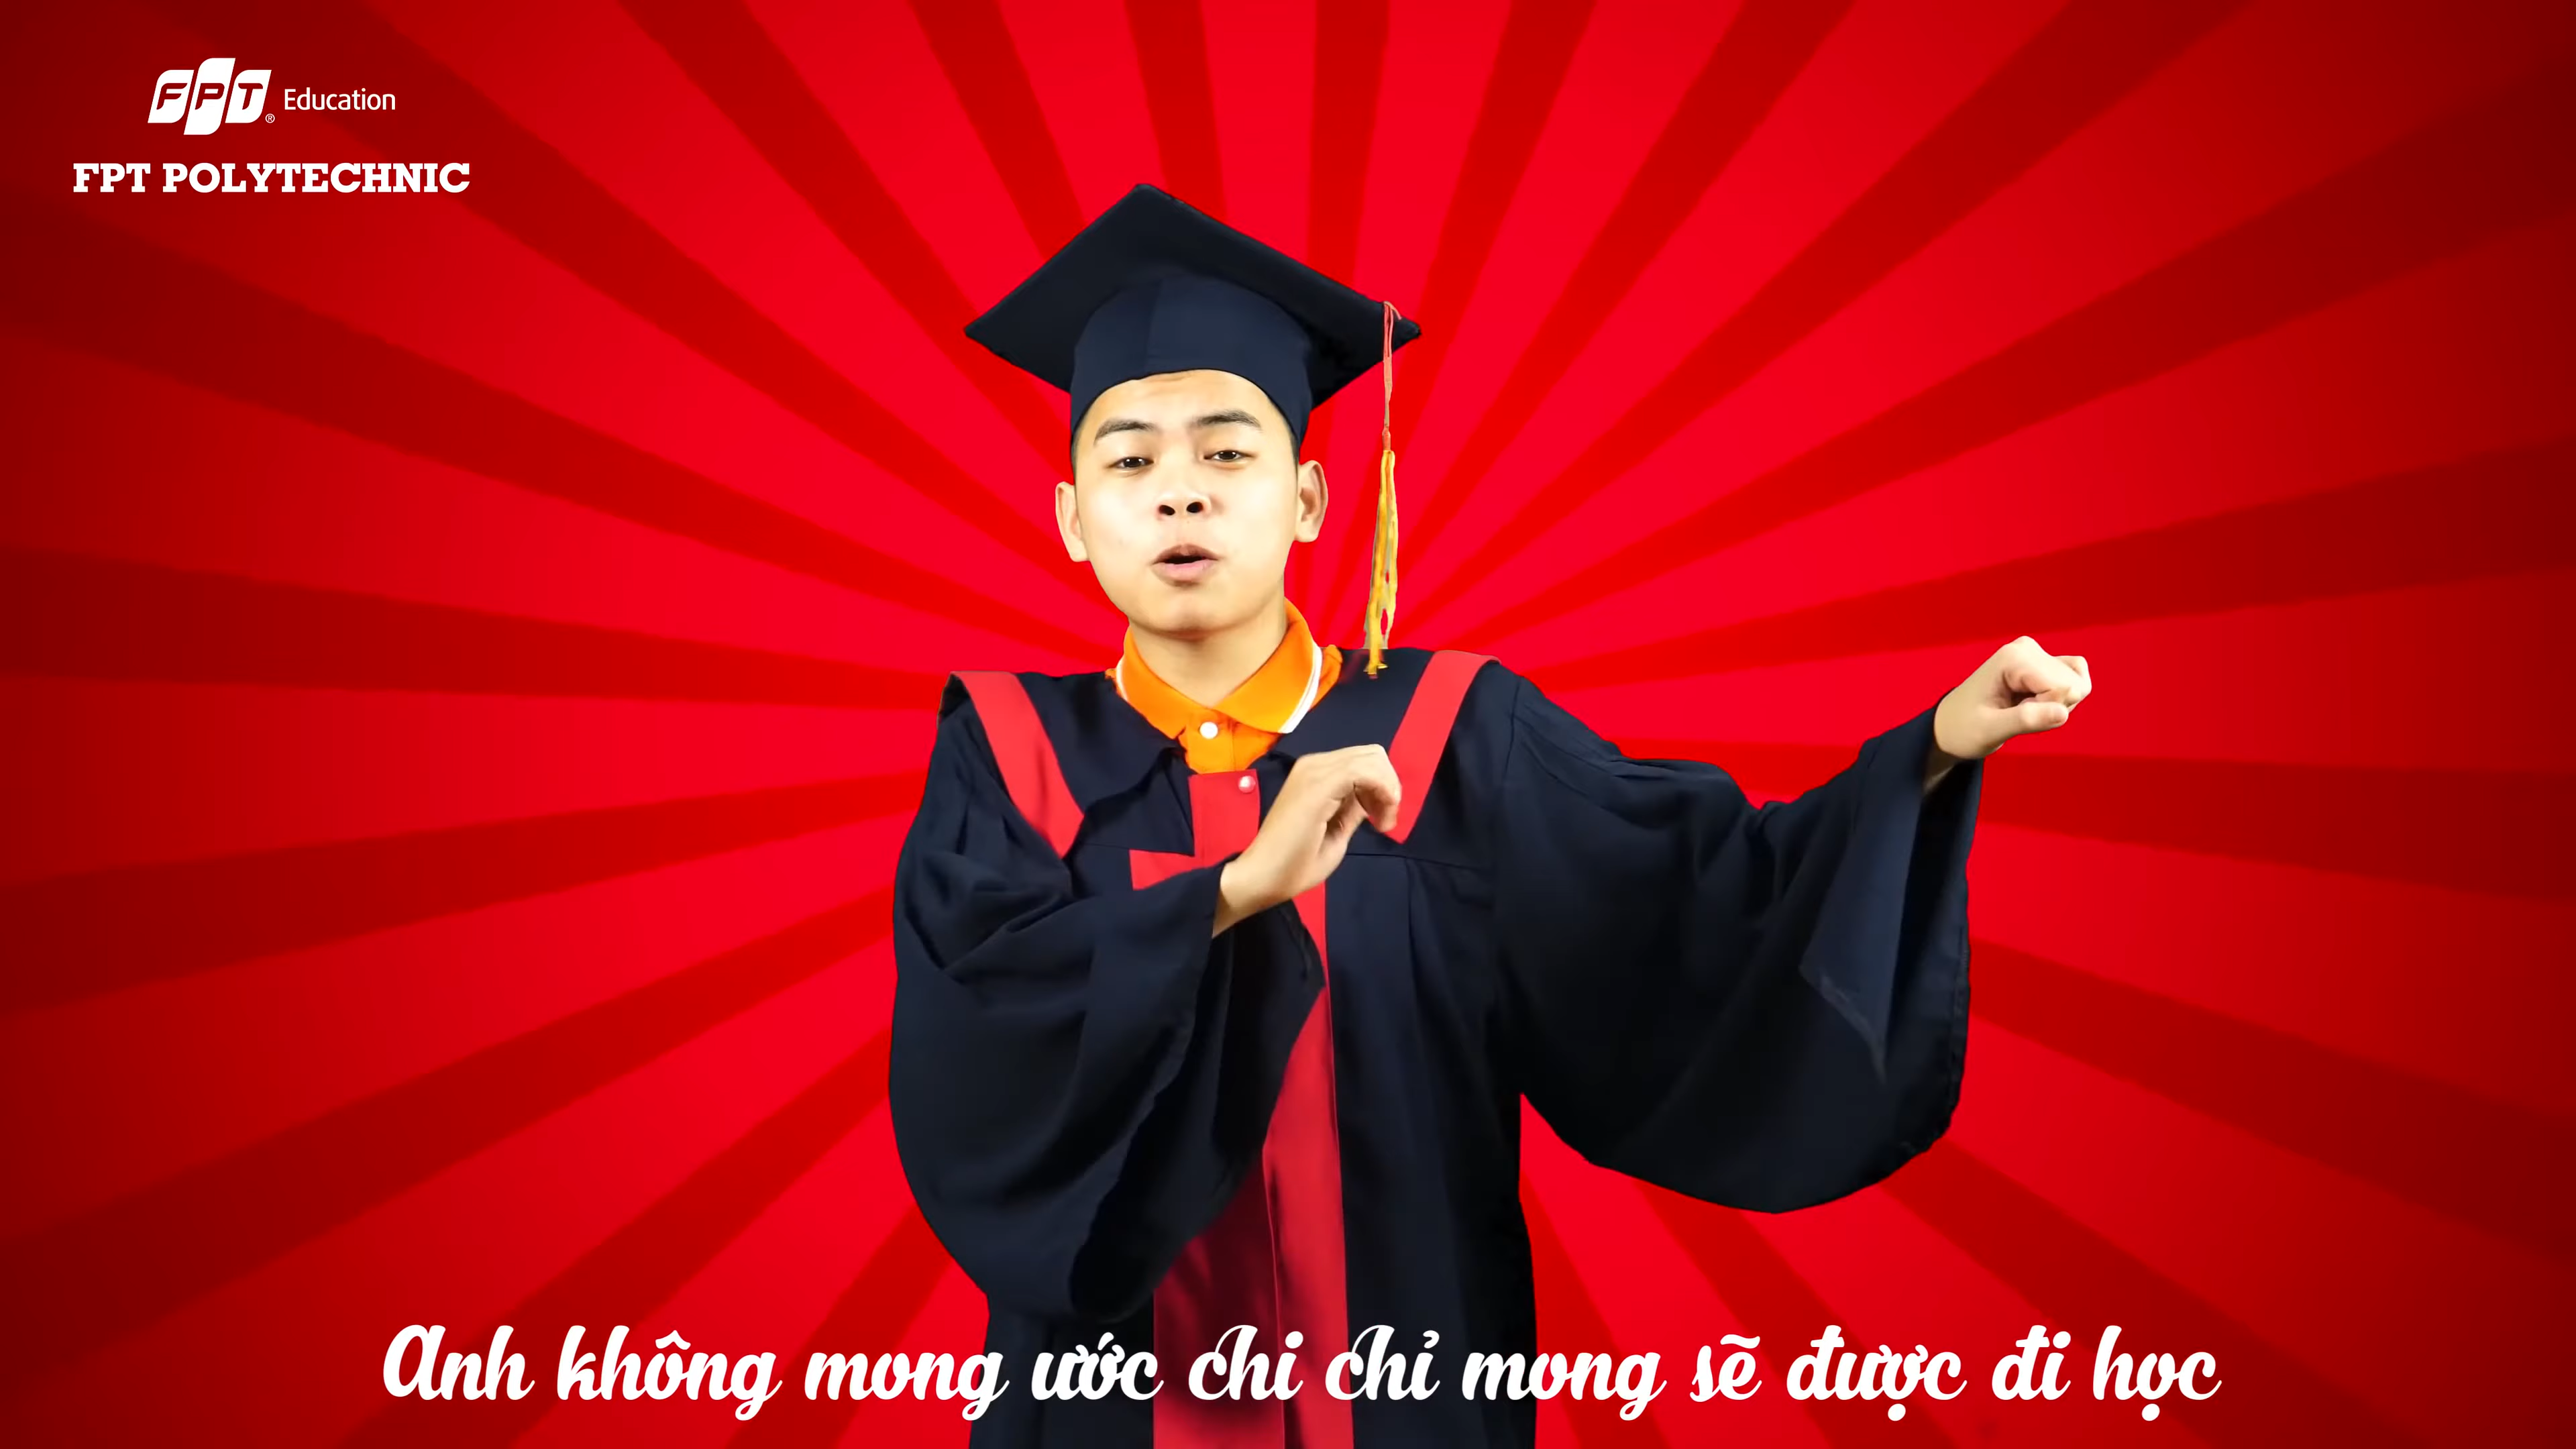 FPT® Education
FPT POLYTECHNIC
Anh không mong ước chi chỉ mong sẽ được đi học